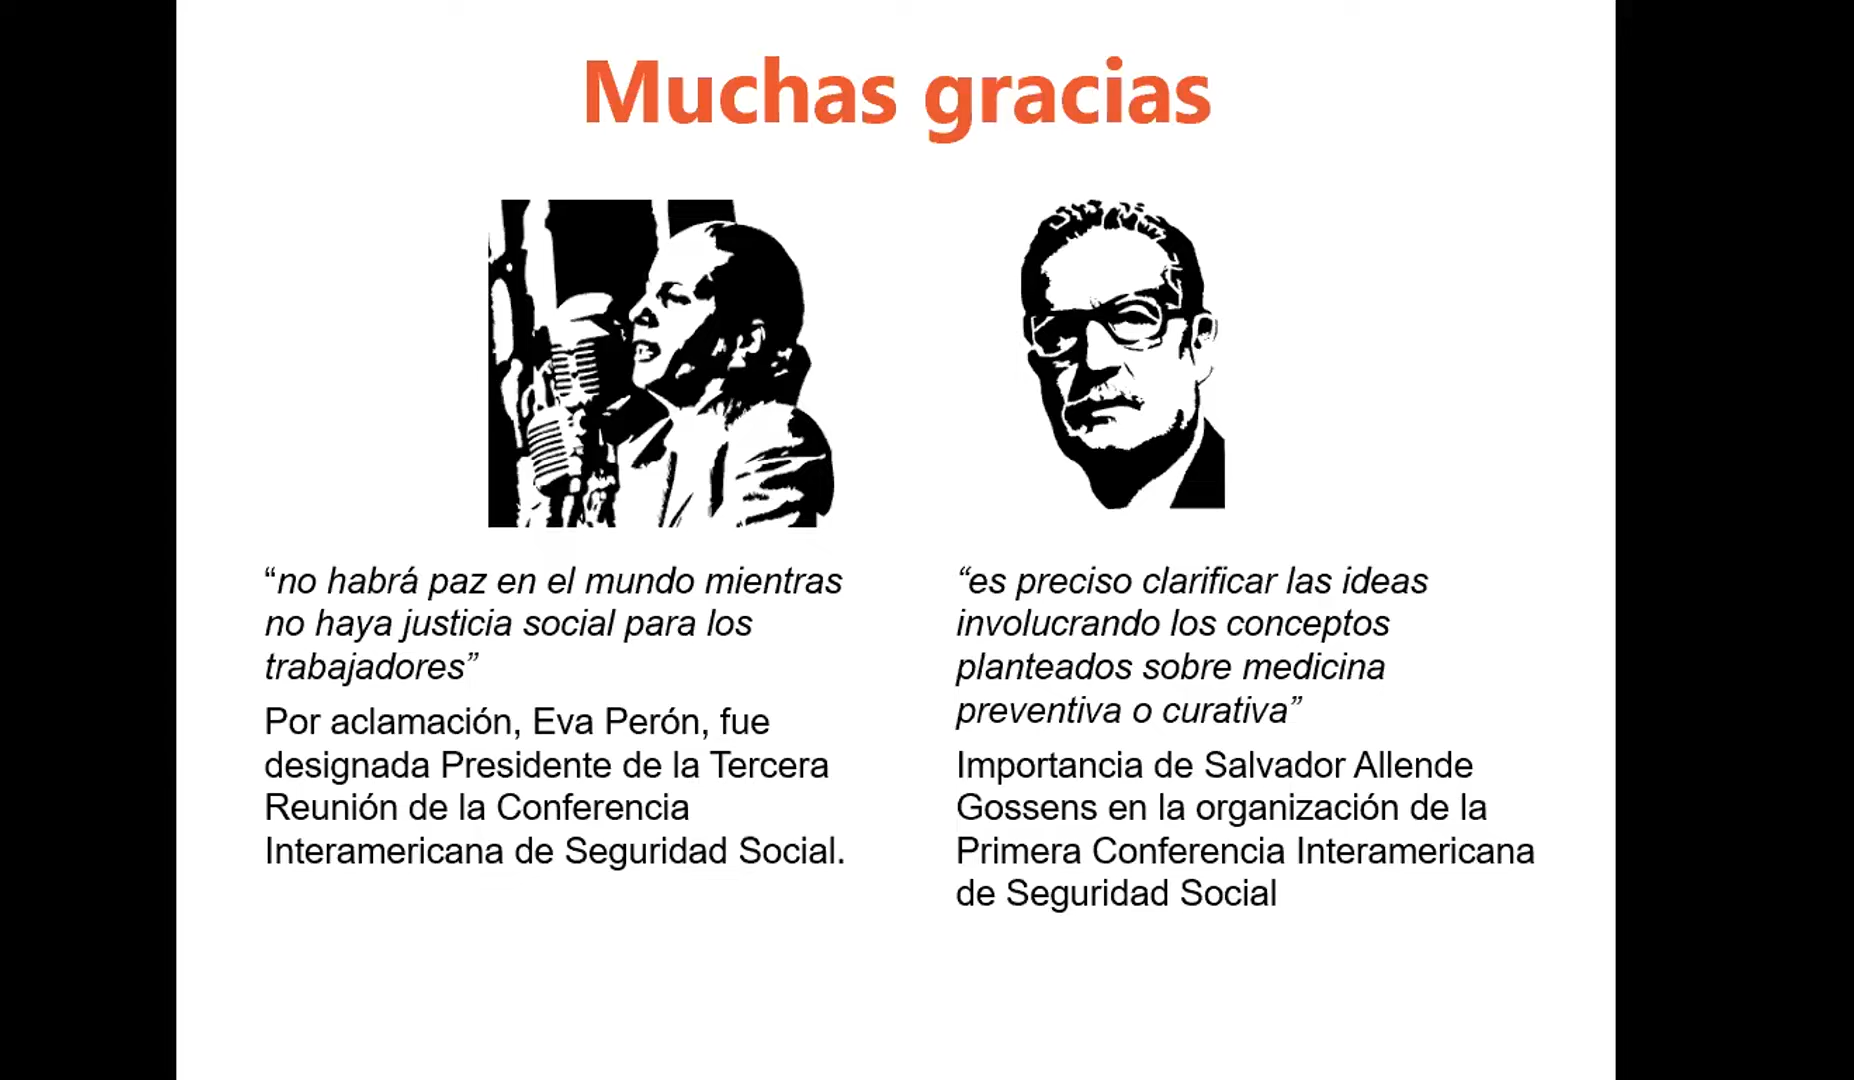 Muchas gracias
“no habrá paz en el mundo mientras
no haya justicia social para los
trabajadores”
Por aclamación, Eva Perón, fue
designada Presidente de la Tercera
Reunión de la Conferencia
Interamericana de Seguridad Social.
“es preciso clarificar las ideas
involucrando los conceptos
planteados sobre medicina
preventiva o curativa”
Importancia de Salvador Allende
Gossens en la organización de la
Primera Conferencia Interamericana
de Seguridad Social